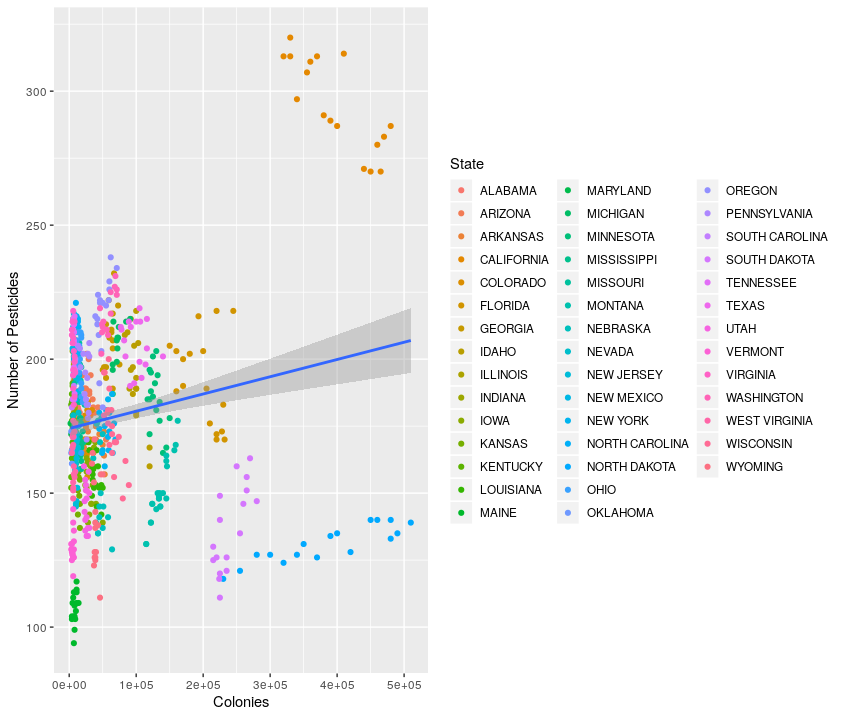 300
250
200
150
100
Number of Pesticides
0e+00 1e+05 2e+05 3e+05 4e+05 5e+05
Colonies
State
ALABAMA
ARIZONA
ARKANSAS
CALIFORNIA
COLORADO
FLORIDA
GEORGIA
IDAHO
ILLINOIS
INDIANA
IOWA
KANSAS
KENTUCKY
LOUISIANA
MAINE
MARYLAND
MICHIGAN
MINNESOTA
MISSISSIPPI
MISSOURI
MONTANA
NEBRASKA
NEVADA
NEW JERSEY
NEW MEXICO
NEW YORK
NORTH CAROLINA
NORTH DAKOTA
OHIO
OKLAHOMA
OREGON
PENNSYLVANIA
SOUTH CAROLINA
SOUTH DAKOTA
TENNESSEE
TEXAS
UTAH
VERMONT
VIRGINIA
WASHINGTON
WEST VIRGINIA
WISCONSIN
WYOMING